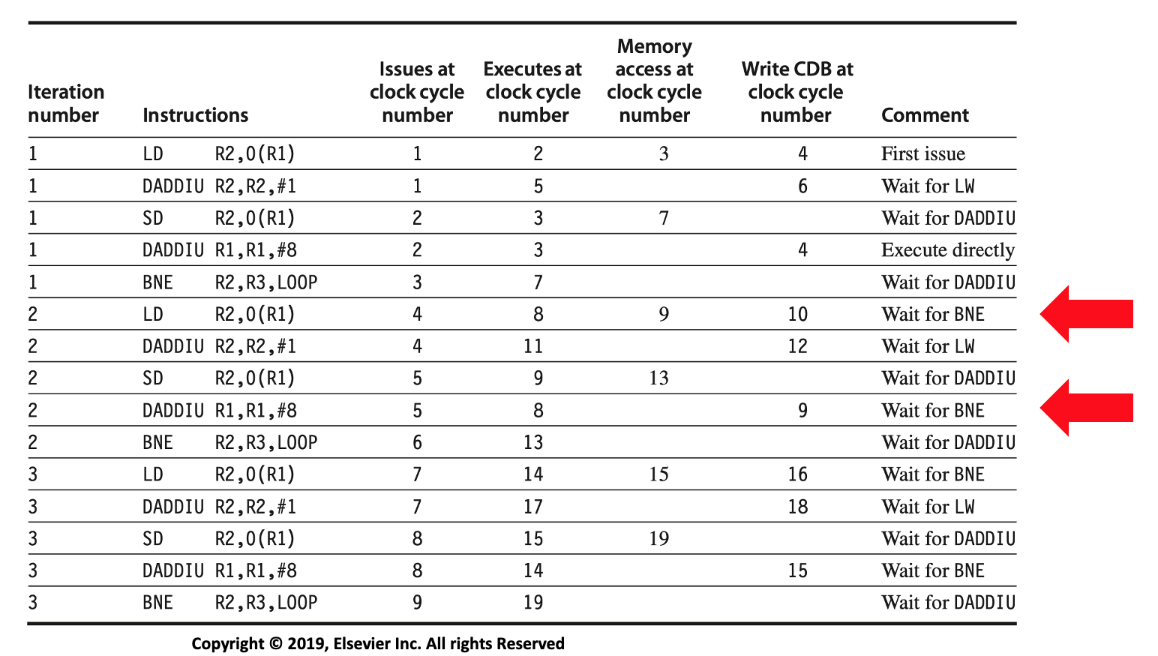 Iteration number Instructions Issues at clock cycle number Executes at clock cycle number Memory access at clock cycle number Write CDB at clock cycle number Comment
1 LD R2,0(R1) 1 2 3 4 First issue
1 DADDIU R2,R2,#1 1 5 6 Wait for LW
1 SD R2,0(R1) 2 3 7 Wait for DADDIU
1 DADDIU R1,R1,#8 2 3 4 Execute directly
1 BNE R2,R3,LOOP 3 7 Wait for DADDIU
2 LD R2,0(R1) 4 8 9 10 Wait for BNE
2 DADDIU R2,R2,#1 4 11 12 Wait for LW
2 SD R2,0(R1) 5 9 13 Wait for DADDIU
2 DADDIU R1,R1,#8 5 8 9 Wait for BNE
2 BNE R2,R3,LOOP 6 13 Wait for DADDIU
3 LD R2,0(R1) 7 14 15 16 Wait for BNE
3 DADDIU R2,R2,#1 7 17 18 Wait for LW
3 SD R2,0(R1) 8 15 19 Wait for DADDIU
3 DADDIU R1,R1,#8 8 14 15 Wait for BNE
3 BNE R2,R3,LOOP 9 19 Wait for DADDIU
Copyright © 2019, Elsevier Inc. All rights Reserved